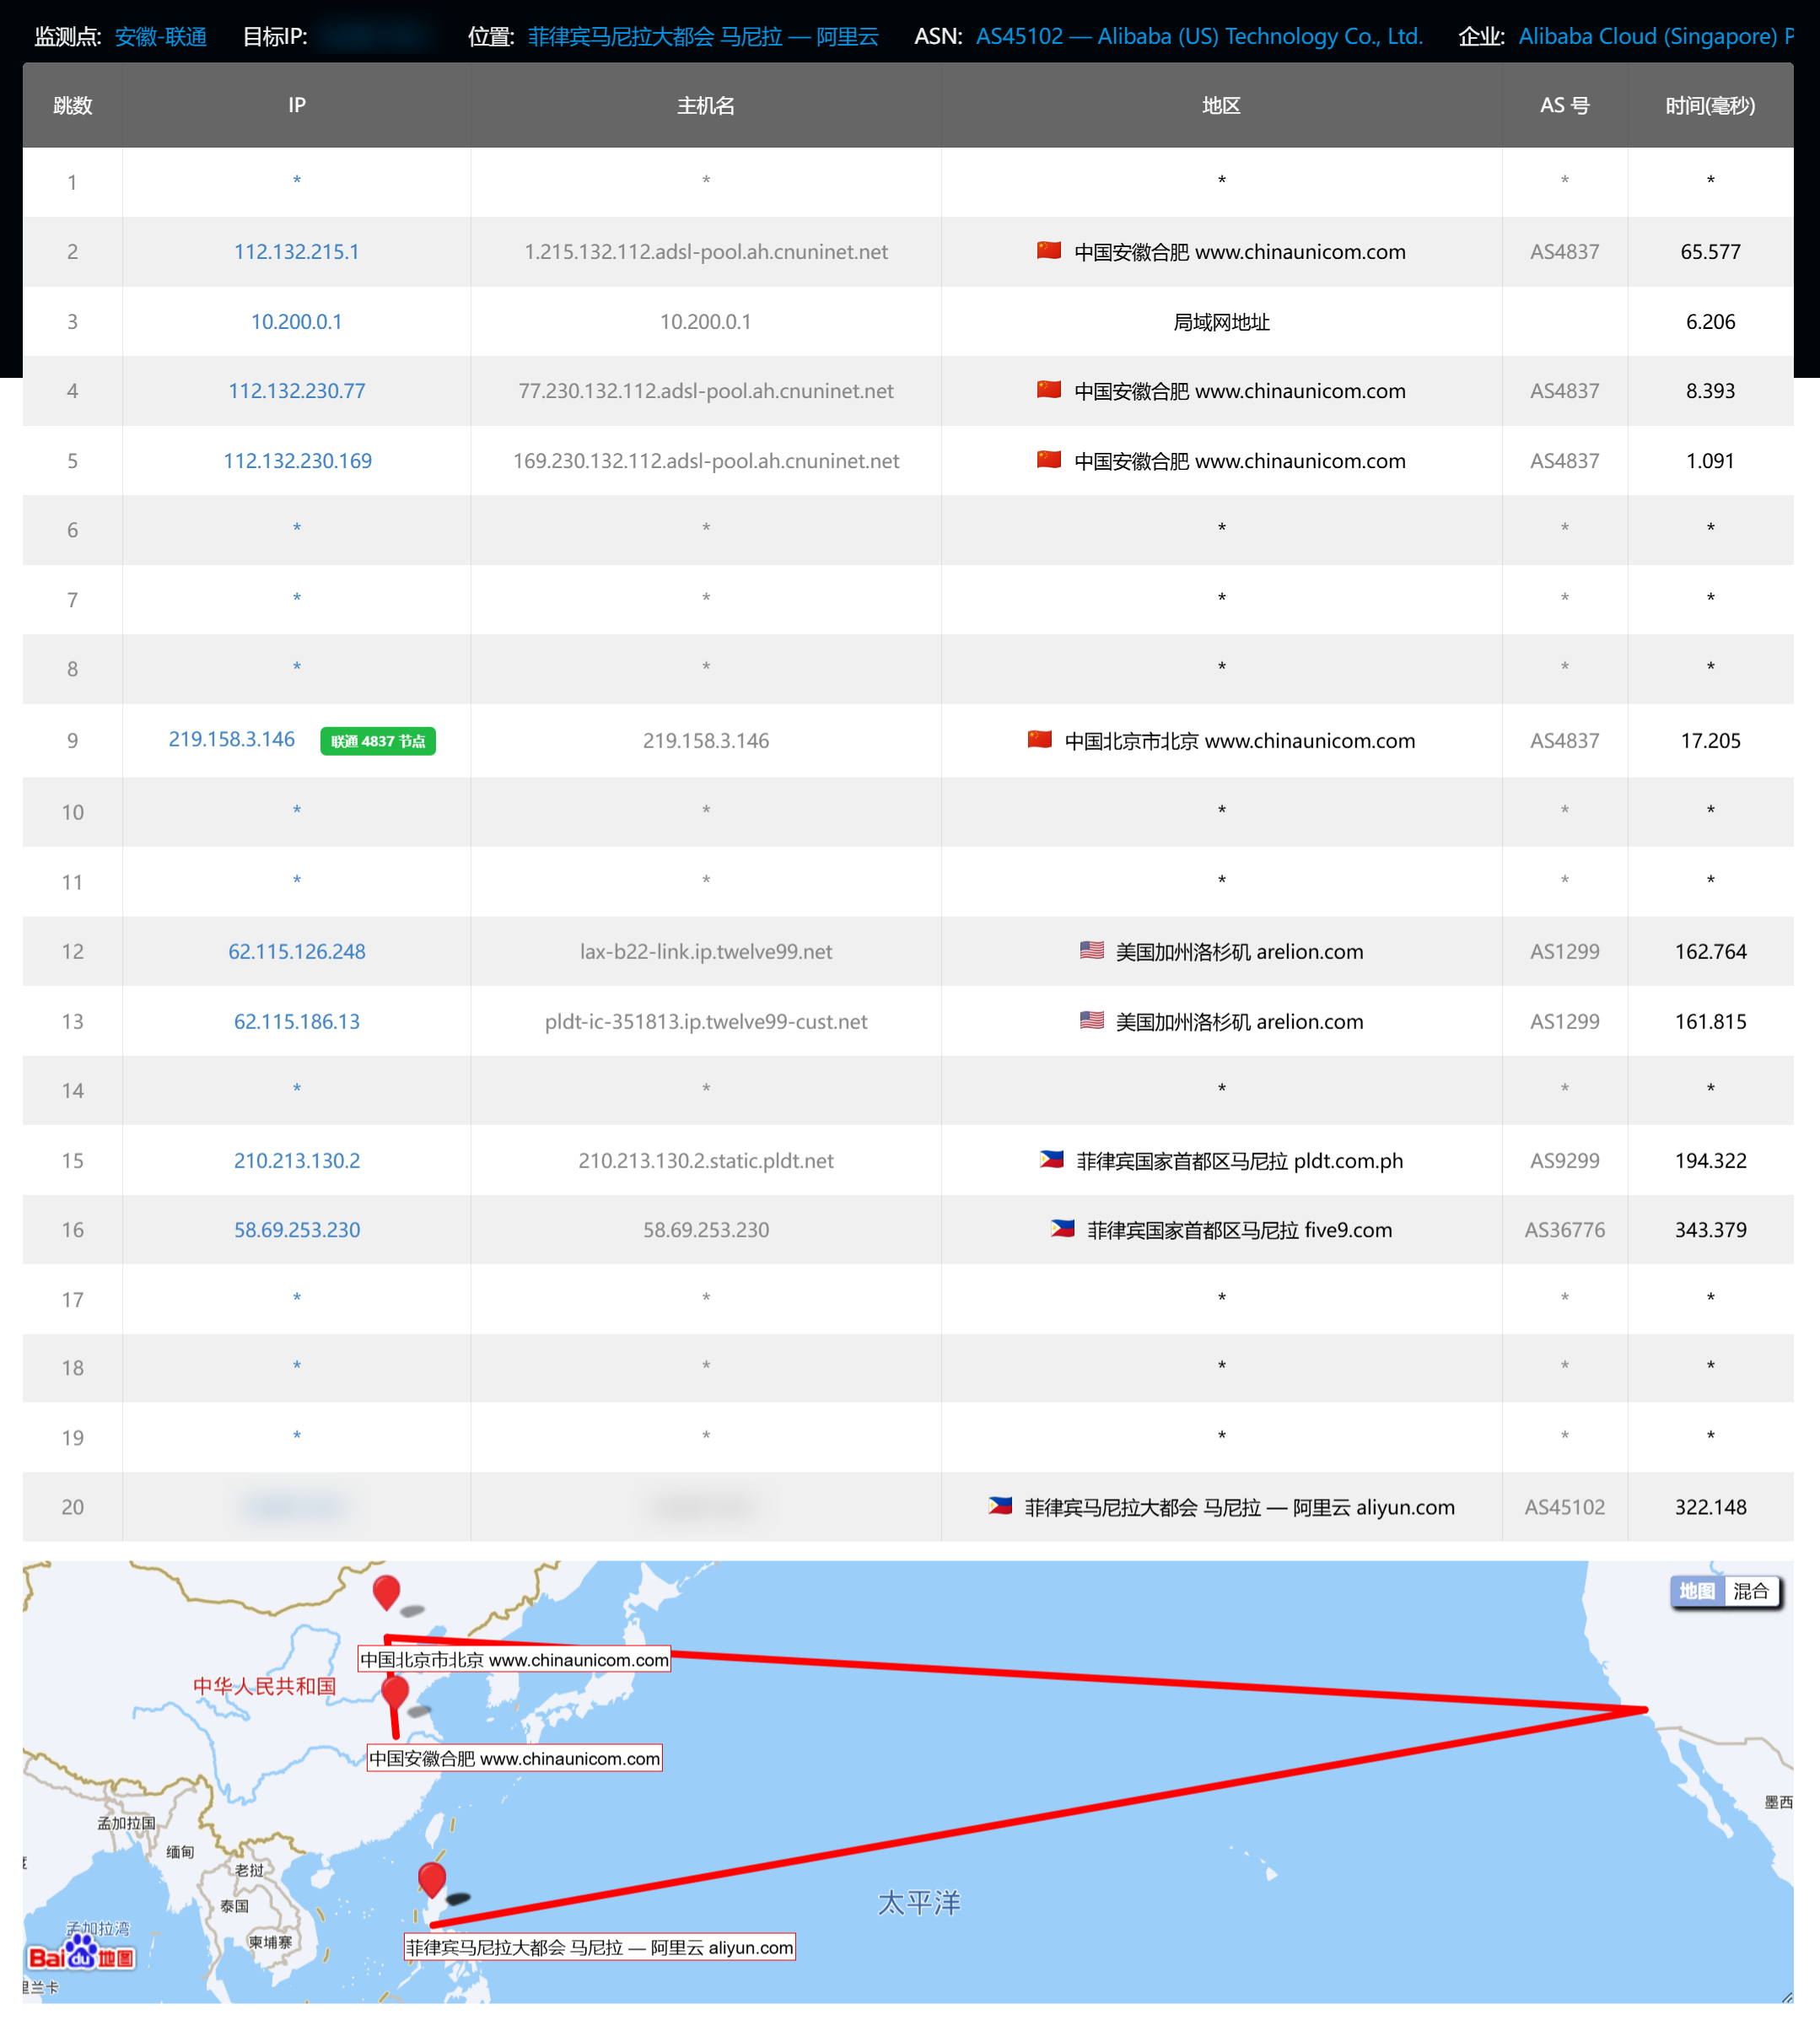 监测点: 安徽-联通 目标IP: 位置: 菲律宾马尼拉大都会 马尼拉 — 阿里云 ASN: AS45102 — Alibaba (US) Technology Co., Ltd. 企业: Alibaba Cloud (Singapore) P
跳数 IP 主机名 地区 AS 号 时间(毫秒)
1 * * * * *
2 112.132.215.1 1.215.132.112.adsl-pool.ah.cnuninet.net 中国安徽合肥 www.chinaunicom.com AS4837 65.577
3 10.200.0.1 10.200.0.1 局域网地址 6.206
4 112.132.230.77 77.230.132.112.adsl-pool.ah.cnuninet.net 中国安徽合肥 www.chinaunicom.com AS4837 8.393
5 112.132.230.169 169.230.132.112.adsl-pool.ah.cnuninet.net 中国安徽合肥 www.chinaunicom.com AS4837 1.091
6 * * * * *
7 * * * * *
8 * * * * *
9 219.158.3.146 联通 4837 节点 219.158.3.146 中国北京市北京 www.chinaunicom.com AS4837 17.205
10 * * * * *
11 * * * * *
12 62.115.126.248 lax-b22-link.ip.twelve99.net 美国加州洛杉矶 arelion.com AS1299 162.764
13 62.115.186.13 pldt-ic-351813.ip.twelve99-cust.net 美国加州洛杉矶 arelion.com AS1299 161.815
14 * * * * *
15 210.213.130.2 210.213.130.2.static.pldt.net 菲律宾国家首都区马尼拉 pldt.com.ph AS9299 194.322
16 58.69.253.230 58.69.253.230 菲律宾国家首都区马尼拉 five9.com AS36776 343.379
17 * * * * *
18 * * * * *
19 * * * * *
20 菲律宾马尼拉大都会 马尼拉 — 阿里云 aliyun.com AS45102 322.148
地图 混合
中国北京市北京 www.chinaunicom.com
中华人民共和国
中国安徽合肥 www.chinaunicom.com
墨西
孟加拉国
缅甸
老挝
泰国
太平洋
孟加拉湾
柬埔寨
菲律宾马尼拉大都会 马尼拉 — 阿里云 aliyun.com
Bai du 地图
里兰卡